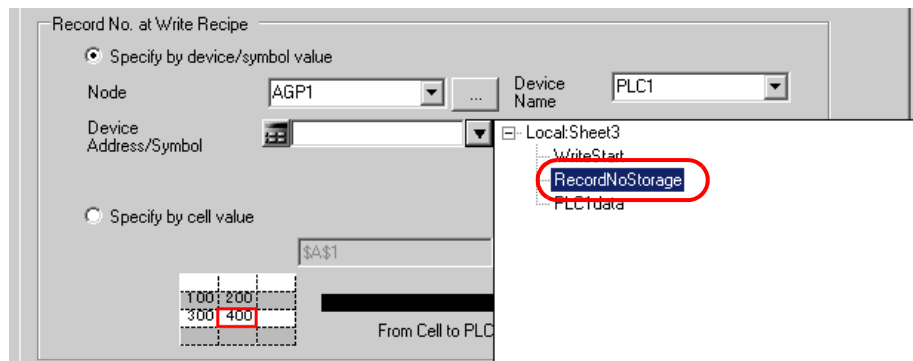 Record No. at Write Recipe
Specify by device/symbol value
Node
AGP1
...
Device
Name
PLC1
Device
Address/Symbol
Local:Sheet3
WriteStart
RecordNoStorage
PLC1data
Specify by cell value
$A$1
100 200
300 400
From Cell to PLC